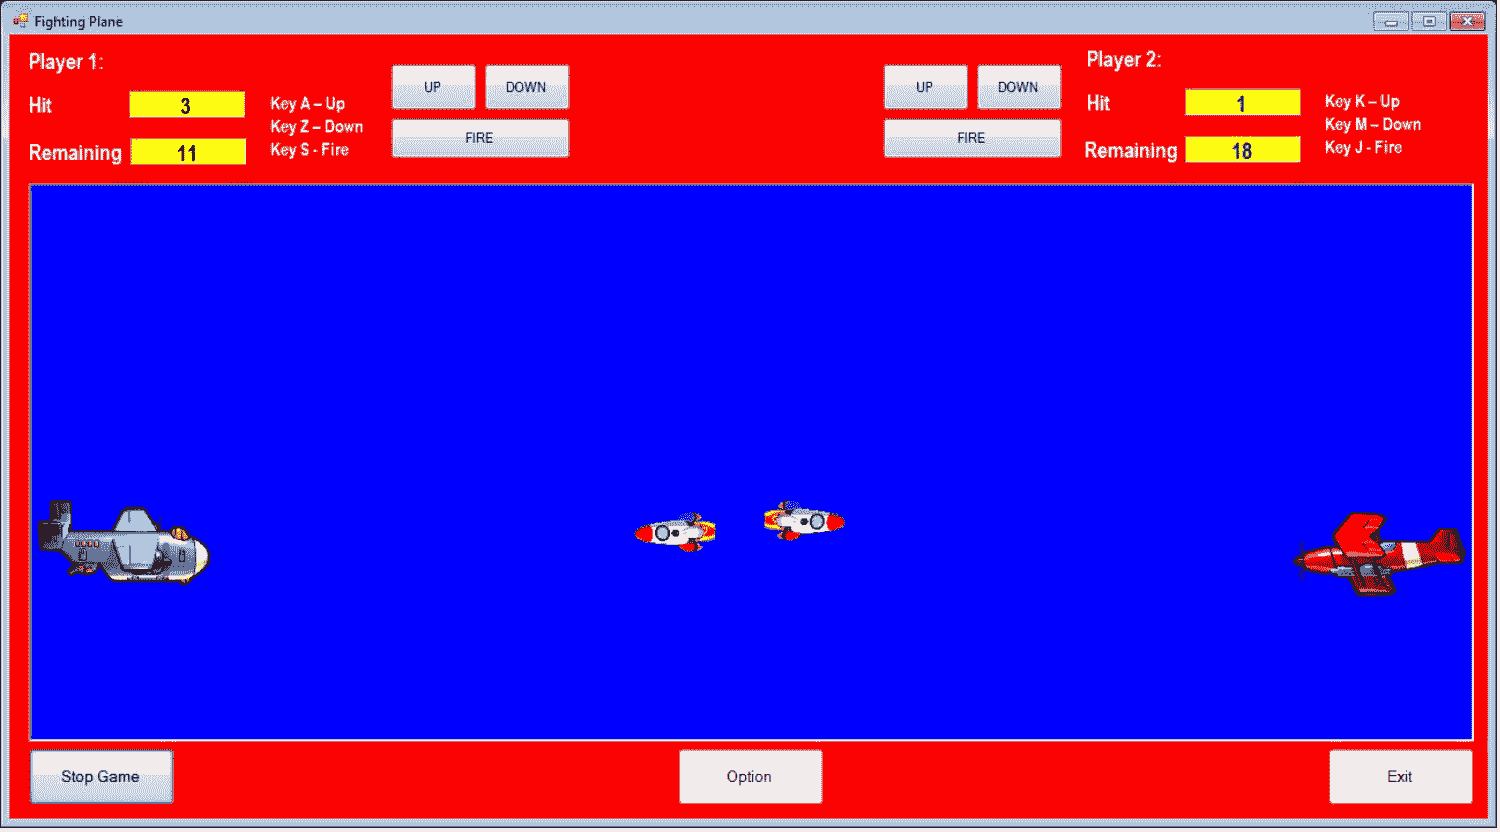 Fighting Plane
Player 1:
Hit
3
Remaining
11
Key A – Up
Key Z – Down
Key S - Fire
UP
DOWN
FIRE
UP
DOWN
FIRE
Player 2:
Hit
1
Remaining
18
Key K – Up
Key M – Down
Key J - Fire
Stop Game
Option
Exit